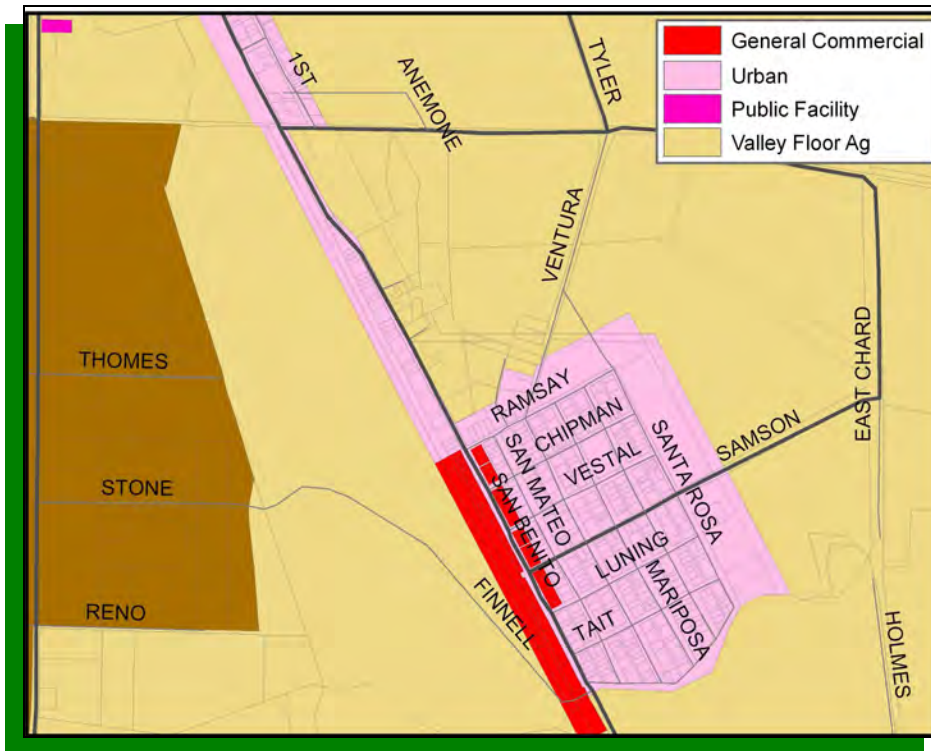 General Commercial
Urban
Public Facility
Valley Floor Ag
1ST
ANEMONE
TYLER
VENTURA
THOMES
RAMSAY
EAST CHARD
CHIPMAN
SAN MATEO
SANTA ROSA
SAMSON
VESTAL
STONE
SAN BENITO
LUNING
MARIPOSA
FINNELL
TAIT
RENO
HOLMES